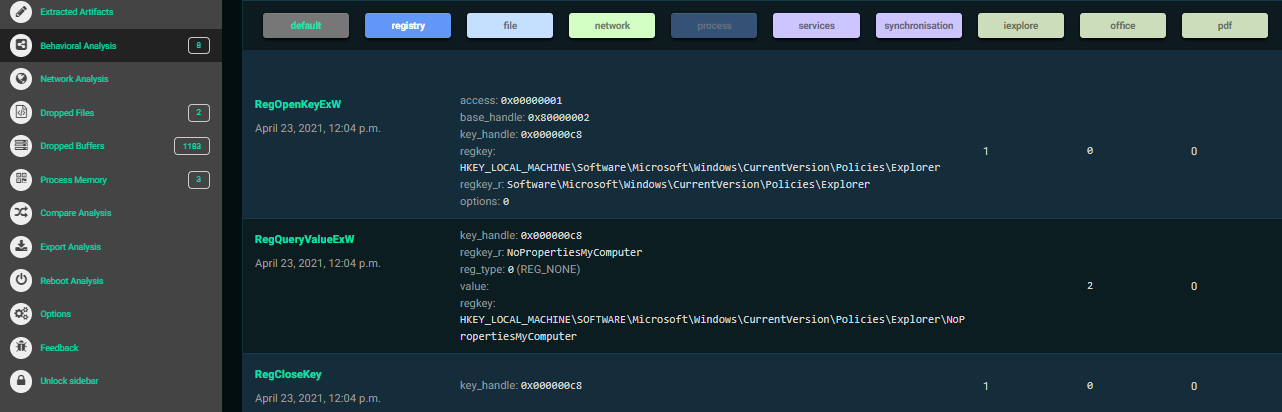 Extracted Artifacts
Behavioral Analysis 8
Network Analysis
Dropped Files 2
Dropped Buffers 1183
Process Memory 3
Compare Analysis
Export Analysis
Reboot Analysis
Options
Feedback
Unlock sidebar
default registry file network process services synchronisation iexplore office pdf
RegOpenKeyExW
April 23, 2021, 12:04 p.m.
access: 0x00000001
base_handle: 0x80000002
key_handle: 0x000000c8
regkey:
HKEY_LOCAL_MACHINE\Software\Microsoft\Windows\CurrentVersion\Policies\Explorer
regkey_r: Software\Microsoft\Windows\CurrentVersion\Policies\Explorer
options: 0
1 0 0
RegQueryValueExW
April 23, 2021, 12:04 p.m.
key_handle: 0x000000c8
regkey_r: NoPropertiesMyComputer
reg_type: 0 (REG_NONE)
value:
regkey:
HKEY_LOCAL_MACHINE\SOFTWARE\Microsoft\Windows\CurrentVersion\Policies\Explorer\NoP
ropertiesMyComputer
2 0
RegCloseKey
April 23, 2021, 12:04 p.m.
key_handle: 0x000000c8
1 0 0